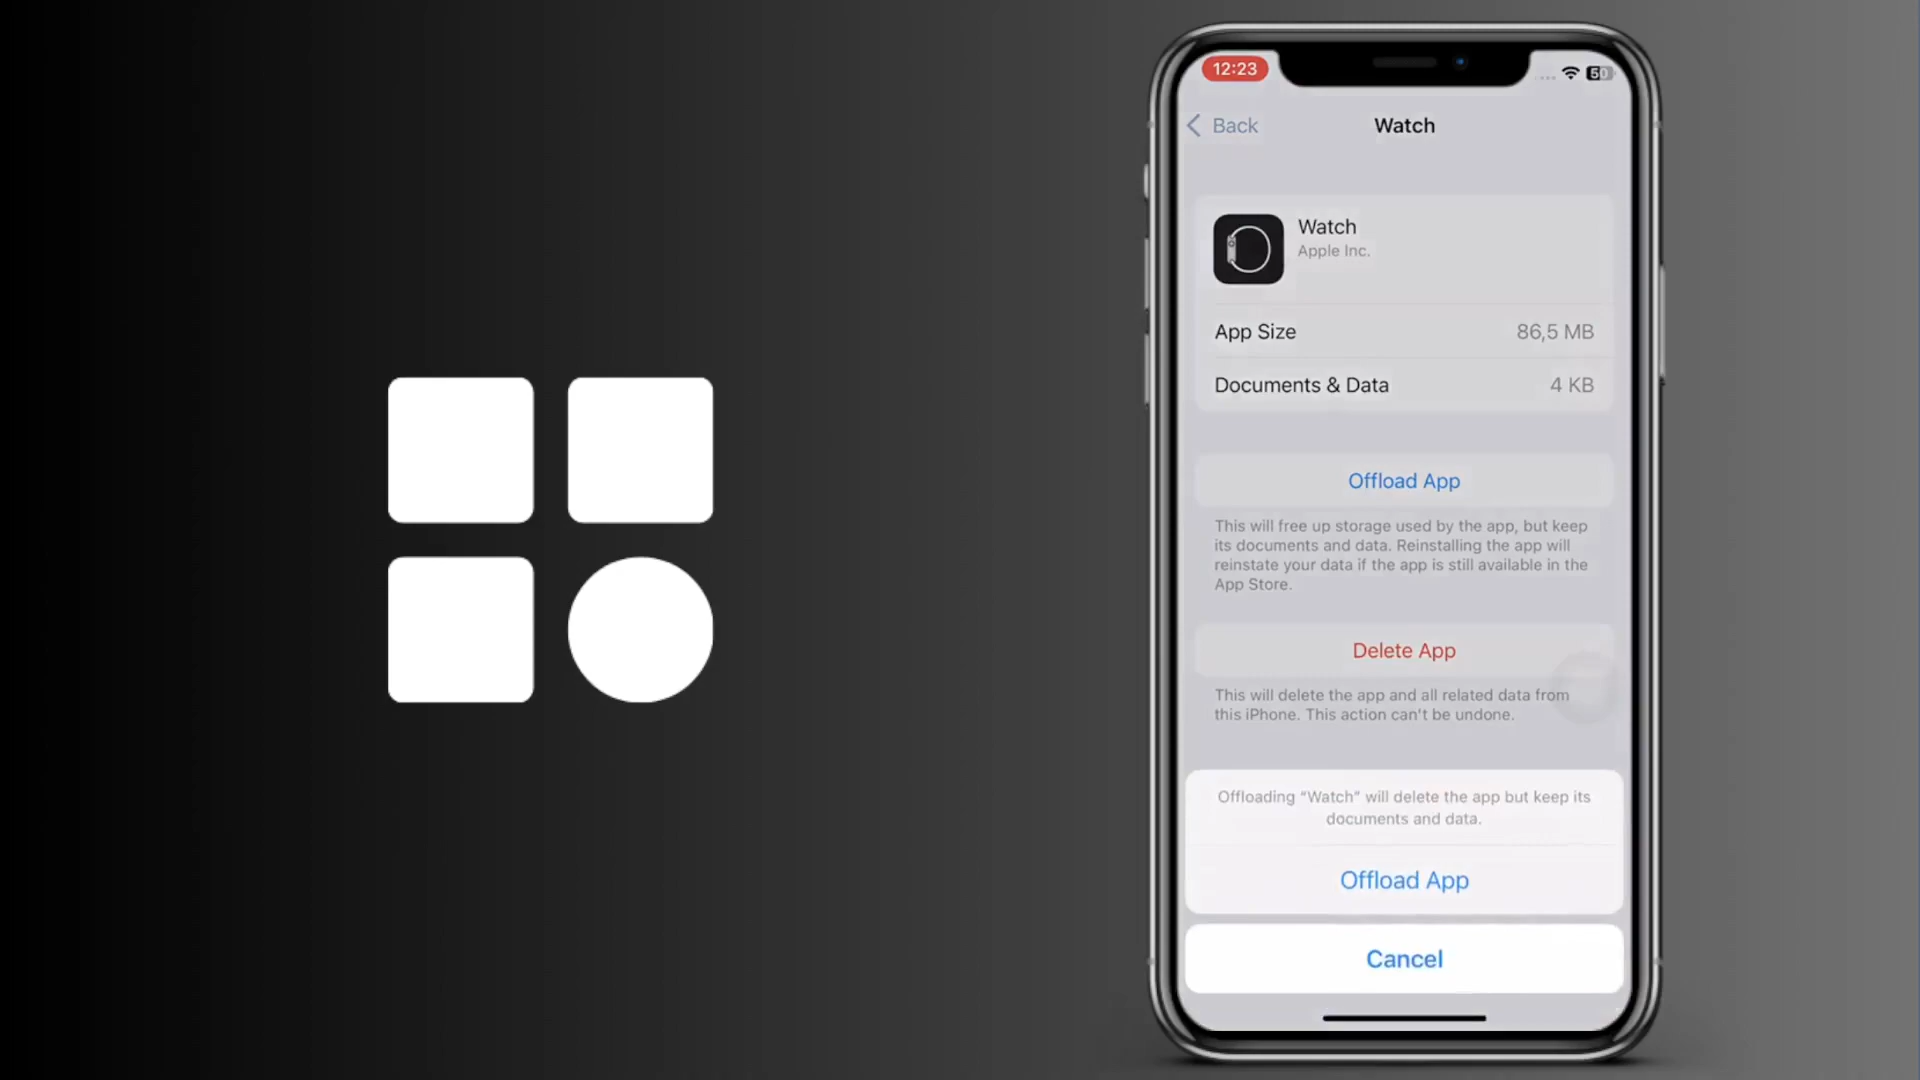 12:23
50
Back
Watch
Watch
Apple Inc.
App Size
86,5 MB
Documents & Data
4 KB
Offload App
This will free up storage used by the app, but keep
its documents and data. Reinstalling the app will
reinstate your data if the app is still available in the
App Store.
Delete App
This will delete the app and all related data from
this iPhone. This action can't be undone.
Offloading “Watch” will delete the app but keep its
documents and data.
Offload App
Cancel